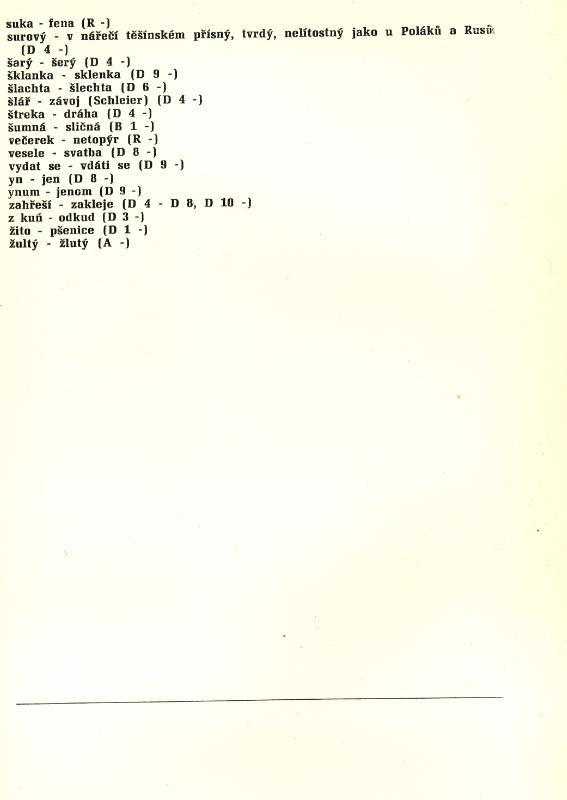 suka - fena (R -)
surový - v nářečí těšínském přísný, tvrdý, nelítostný jako u Poláků a Rusů
(D 4 -)
šarý - šerý (D 4 -)
šklanka - sklenka (D 9 -)
šlachta - šlechta (D 6 -)
šlář - závoj (Schleier) (D 4 -)
štreka - dráha (D 4 -)
šumná - sličná (B 1 -)
večerek - netopýr (R -)
vesele - svatba (D 8 -)
vydat se - vdáti se (D 9 -)
yn - jen (D 8 -)
ynum - jenom (D 9 -)
zahřeší - zakleje (D 4 - D 8, D 10 -)
z kuń - odkud (D 3 -)
žito - pšenice (D 1 -)
žultý - žlutý (A -)